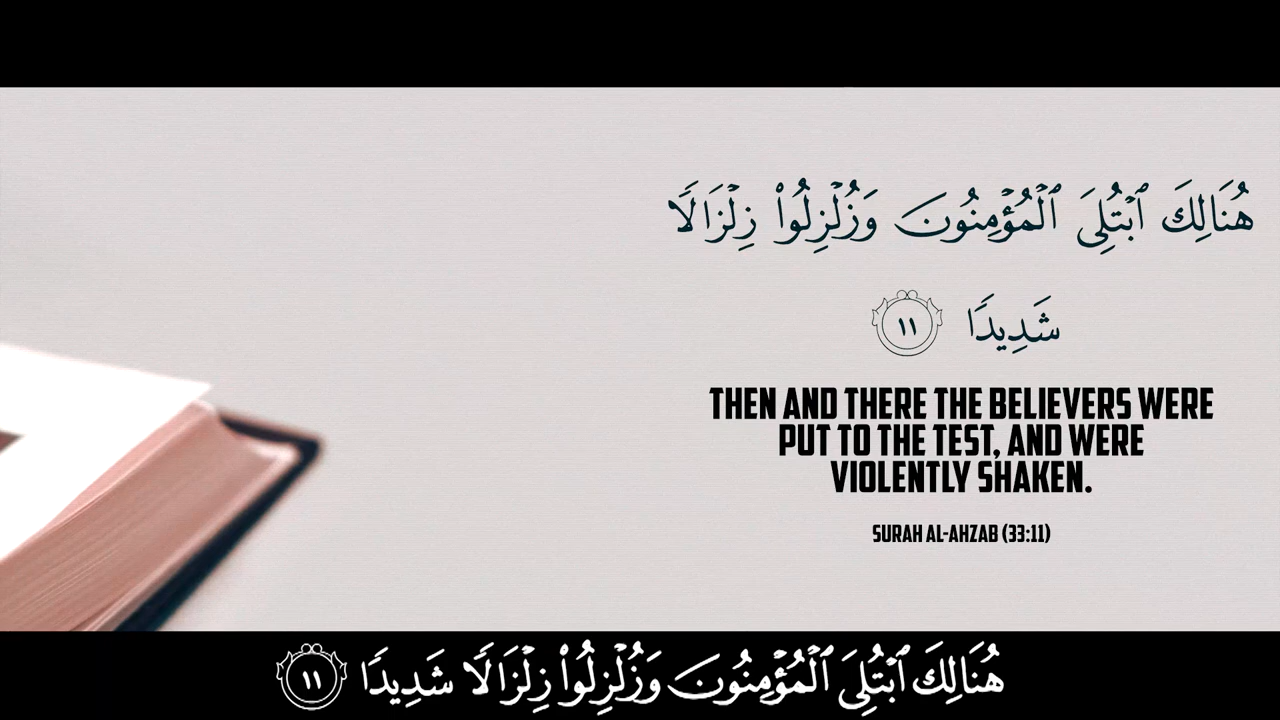 هُنَالِكَ ٱبْتُلِىَ ٱلْمُؤْمِنُونَ وَزُلْزِلُوا۟ زِلْزَالًا
شَدِيدًا ١١
THEN AND THERE THE BELIEVERS WERE
PUT TO THE TEST, AND WERE
VIOLENTLY SHAKEN.
SURAH AL-AHZAB (33:11)
هُنَالِكَ ٱبْتُلِىَ ٱلْمُؤْمِنُونَ وَزُلْزِلُوا۟ زِلْزَالًا شَدِيدًا ١١